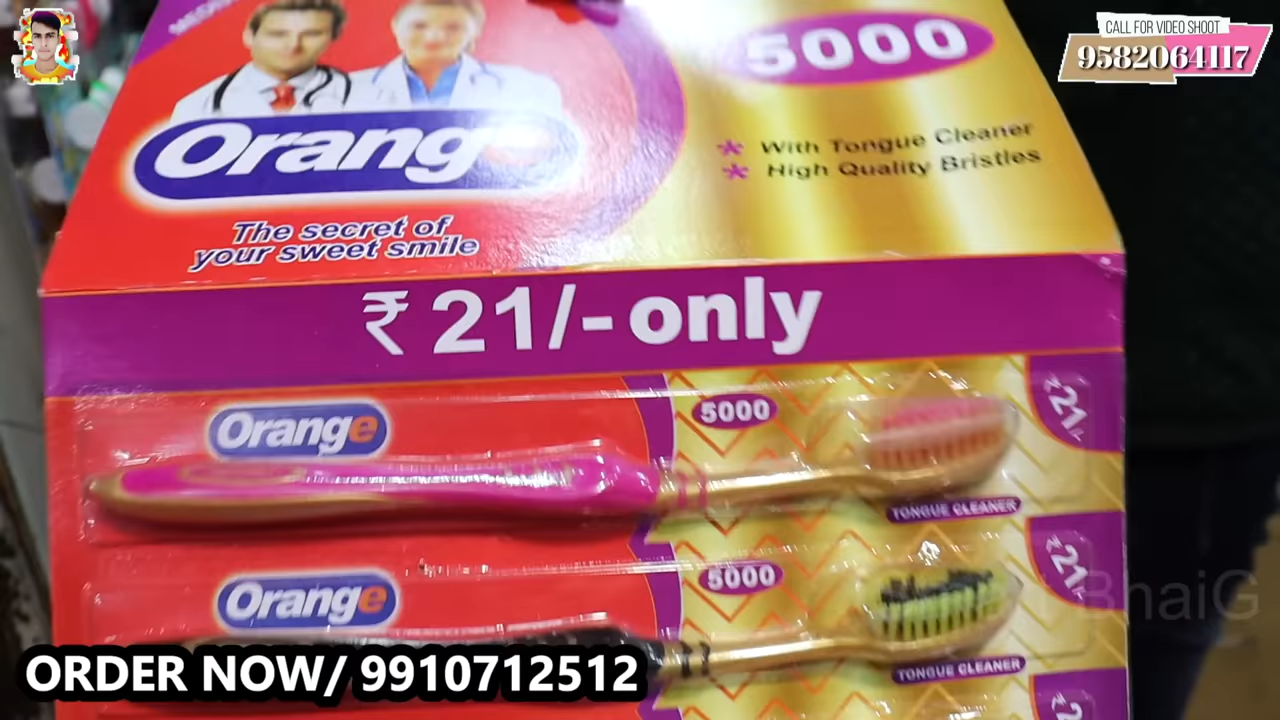 CALL FOR VIDEO SHOOT
9582064117
5000
Orange
With Tongue Cleaner
High Quality Bristles
The secret of
your sweet smile
₹ 21/- only
Orange
5000
₹21/-
TONGUE CLEANER
Orange
5000
₹21/-
BhaiG
TONGUE CLEANER
ORDER NOW/ 9910712512